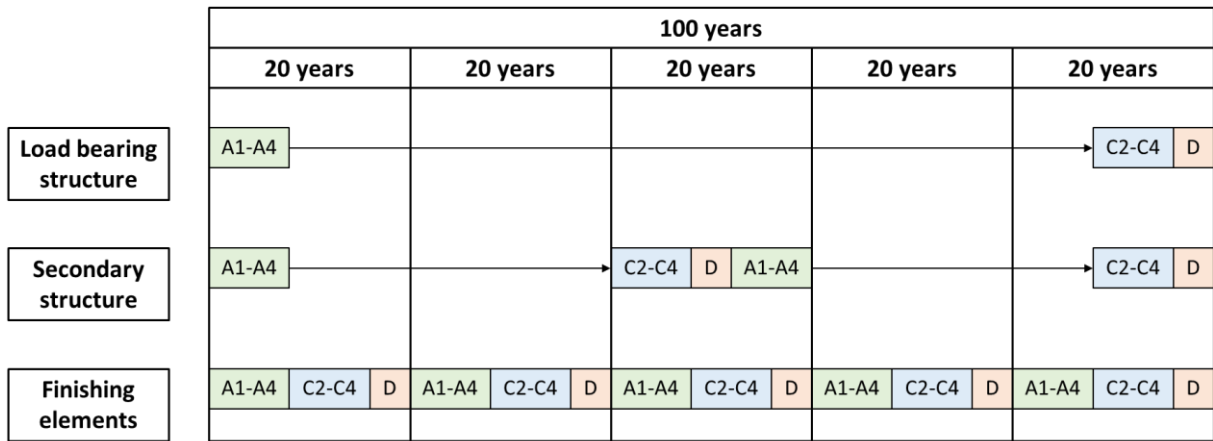 100 years
20 years 20 years 20 years 20 years 20 years
Load bearing
structure
A1-A4 C2-C4 D
Secondary
structure
A1-A4 C2-C4 D A1-A4 C2-C4 D
Finishing
elements
A1-A4 C2-C4 D A1-A4 C2-C4 D A1-A4 C2-C4 D A1-A4 C2-C4 D A1-A4 C2-C4 D